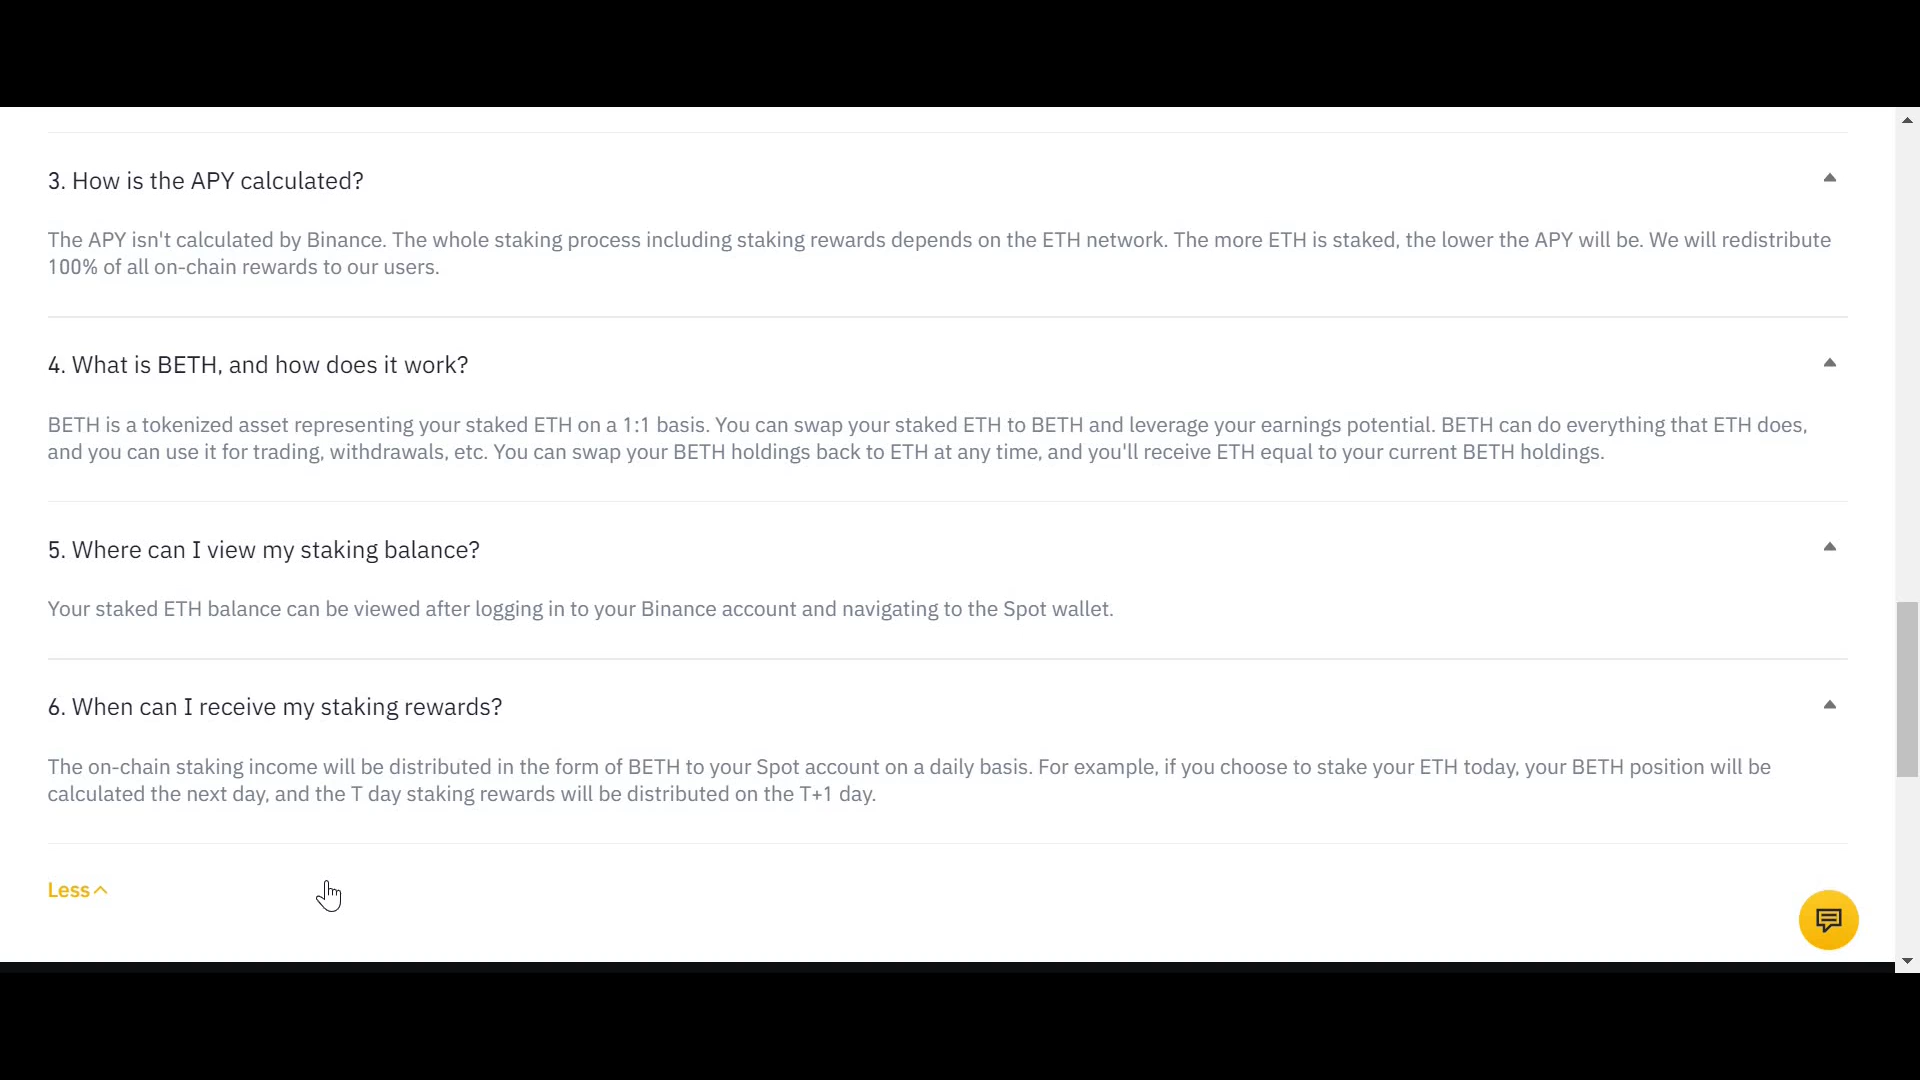 3. How is the APY calculated?
The APY isn't calculated by Binance. The whole staking process including staking rewards depends on the ETH network. The more ETH is staked, the lower the APY will be. We will redistribute
100% of all on-chain rewards to our users.
4. What is BETH, and how does it work?
BETH is a tokenized asset representing your staked ETH on a 1:1 basis. You can swap your staked ETH to BETH and leverage your earnings potential. BETH can do everything that ETH does,
and you can use it for trading, withdrawals, etc. You can swap your BETH holdings back to ETH at any time, and you'll receive ETH equal to your current BETH holdings.
5. Where can I view my staking balance?
Your staked ETH balance can be viewed after logging in to your Binance account and navigating to the Spot wallet.
6. When can I receive my staking rewards?
The on-chain staking income will be distributed in the form of BETH to your Spot account on a daily basis. For example, if you choose to stake your ETH today, your BETH position will be
calculated the next day, and the T day staking rewards will be distributed on the T+1 day.
Less